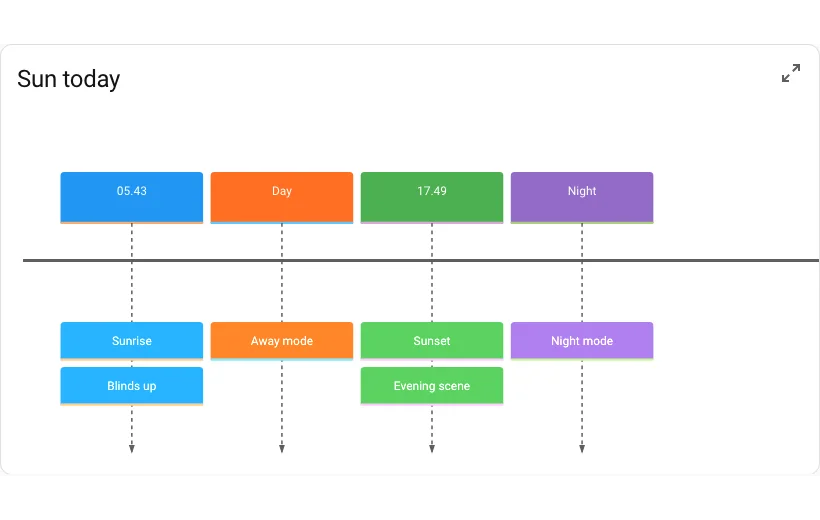 Sun today
05.43
Day
17.49
Night
Sunrise
Away mode
Sunset
Night mode
Blinds up
Evening scene